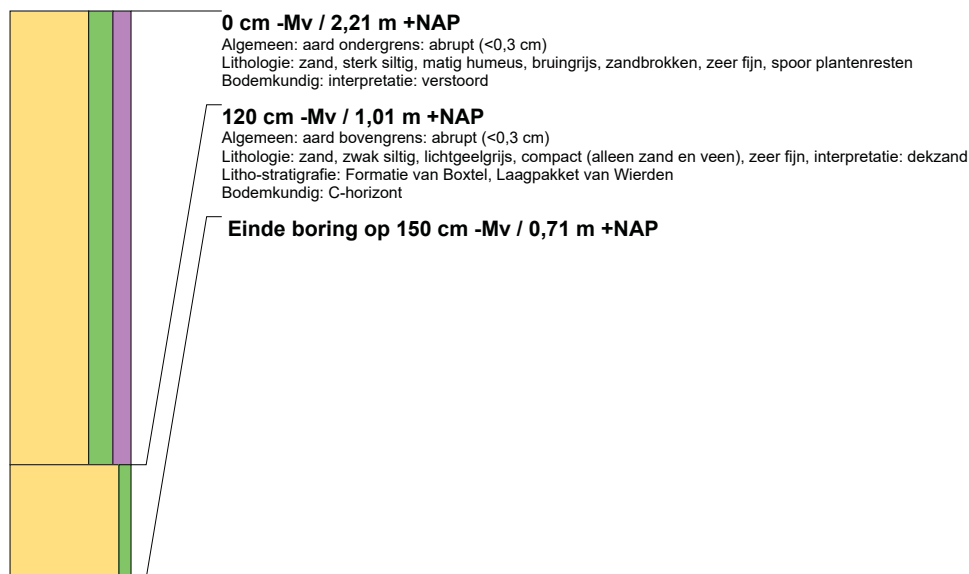 0 cm -Mv / 2,21 m +NAP
Algemeen: aard ondergrens: abrupt (<0,3 cm)
Lithologie: zand, sterk siltig, matig humeus, bruingrijs, zandbrokken, zeer fijn, spoor plantenresten
Bodemkundig: interpretatie: verstoord
120 cm -Mv / 1,01 m +NAP
Algemeen: aard bovengrens: abrupt (<0,3 cm)
Lithologie: zand, zwak siltig, lichtgeelgrijs, compact (alleen zand en veen), zeer fijn, interpretatie: dekzand
Litho-stratigrafie: Formatie van Boxtel, Laagpakket van Wierden
Bodemkundig: C-horizont
Einde boring op 150 cm -Mv / 0,71 m +NAP